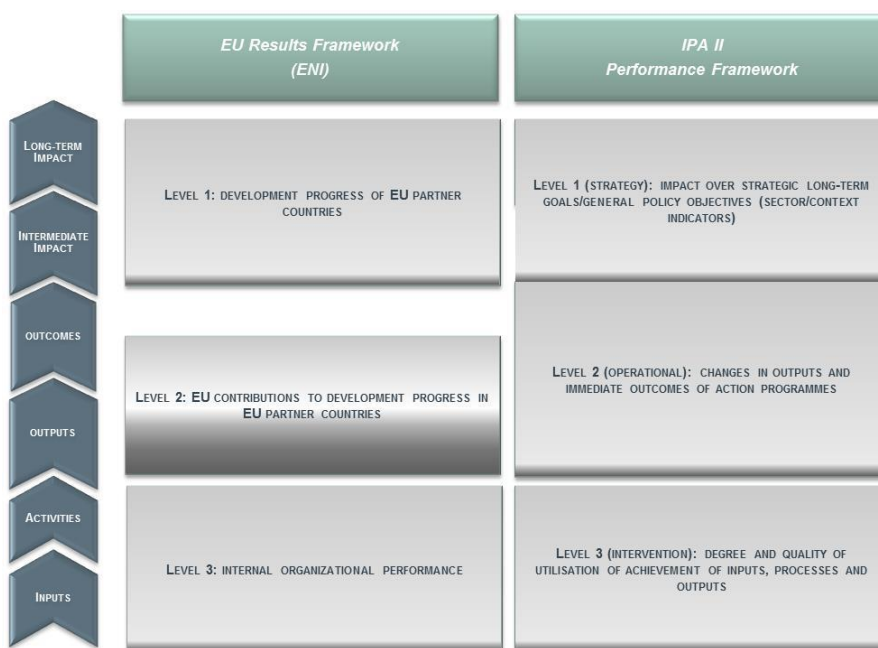 EU Results Framework
(ENI)
IPA II
Performance Framework
LONG-TERM
IMPACT
INTERMEDIATE
IMPACT
OUTCOMES
OUTPUTS
ACTIVITIES
INPUTS
LEVEL 1: DEVELOPMENT PROGRESS OF EU PARTNER
COUNTRIES
LEVEL 1 (STRATEGY): IMPACT OVER STRATEGIC LONG-TERM
GOALS/GENERAL POLICY OBJECTIVES (SECTOR/CONTEXT
INDICATORS)
LEVEL 2: EU CONTRIBUTIONS TO DEVELOPMENT PROGRESS IN
EU PARTNER COUNTRIES
LEVEL 2 (OPERATIONAL): CHANGES IN OUTPUTS AND
IMMEDIATE OUTCOMES OF ACTION PROGRAMMES
LEVEL 3: INTERNAL ORGANIZATIONAL PERFORMANCE
LEVEL 3 (INTERVENTION): DEGREE AND QUALITY OF
UTILISATION OF ACHIEVEMENT OF INPUTS, PROCESSES AND
OUTPUTS